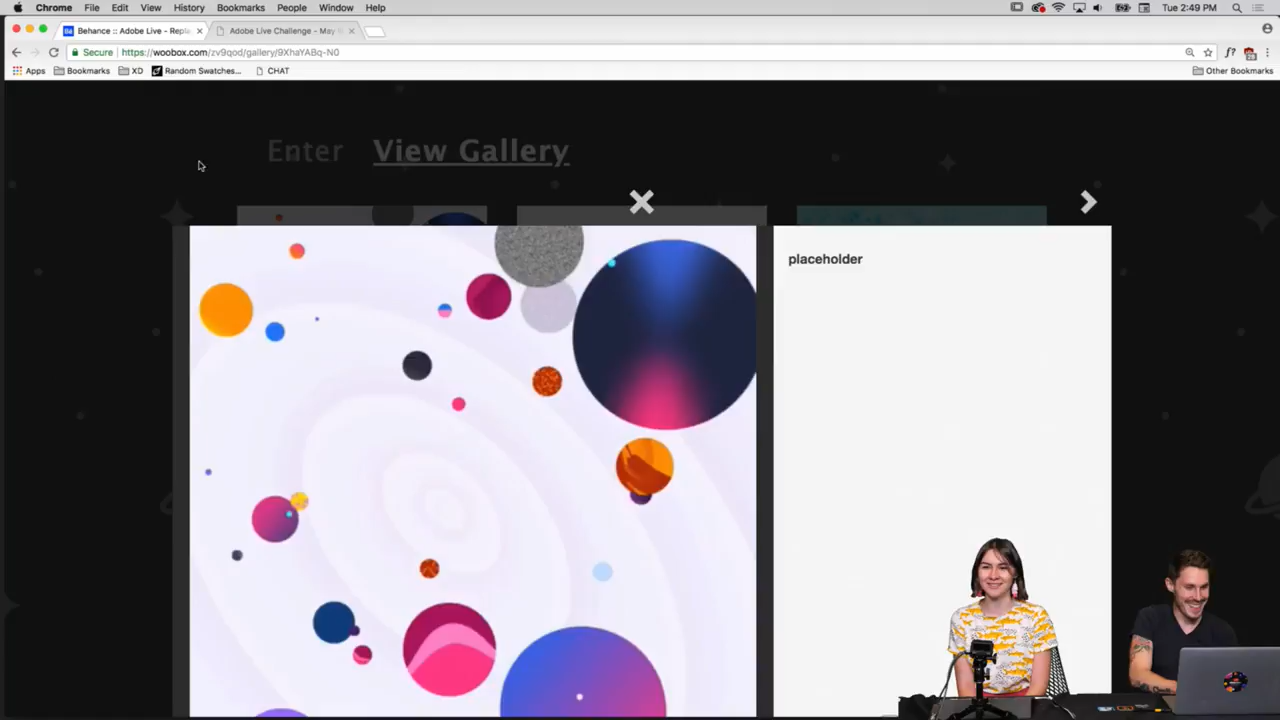 Chrome File Edit View History Bookmarks People Window Help Tue 2:49 PM
Bē Behance :: Adobe Live - Repla Adobe Live Challenge - May
Secure https://woobox.com/zv9qod/gallery/9XhaYABq-N0 f?
Apps Bookmarks XD Random Swatches... CHAT Other Bookmarks
Enter View Gallery
placeholder